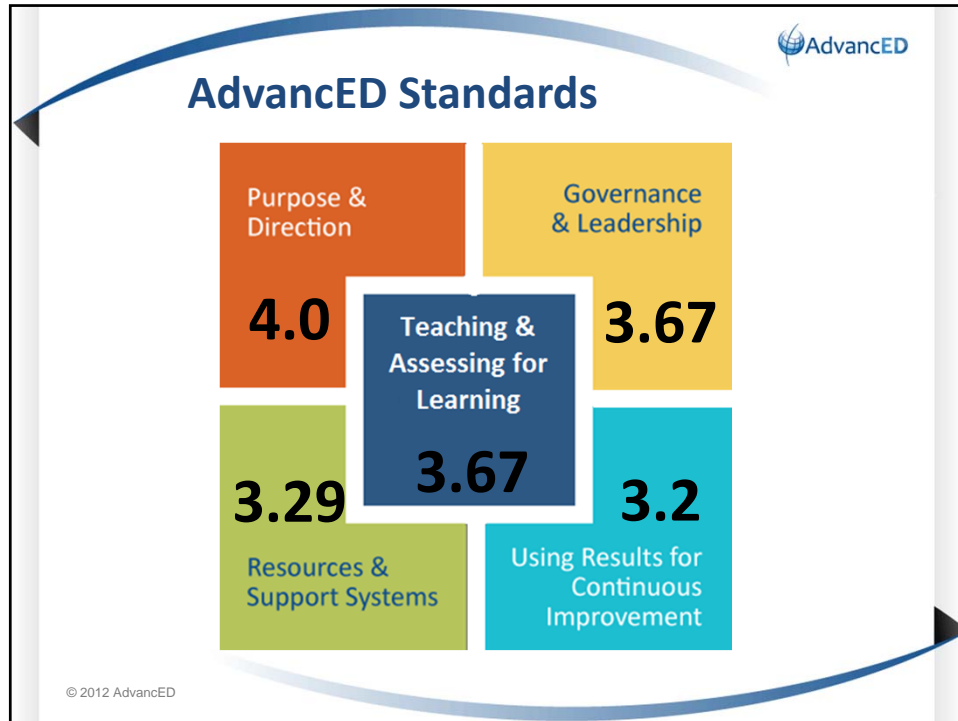 AdvancED
AdvancED Standards
Purpose &
Direction
4.0
Governance
& Leadership
3.67
Teaching &
Assessing for
Learning
3.67
3.29
Resources &
Support Systems
3.2
Using Results for
Continuous
Improvement
© 2012 AdvancED